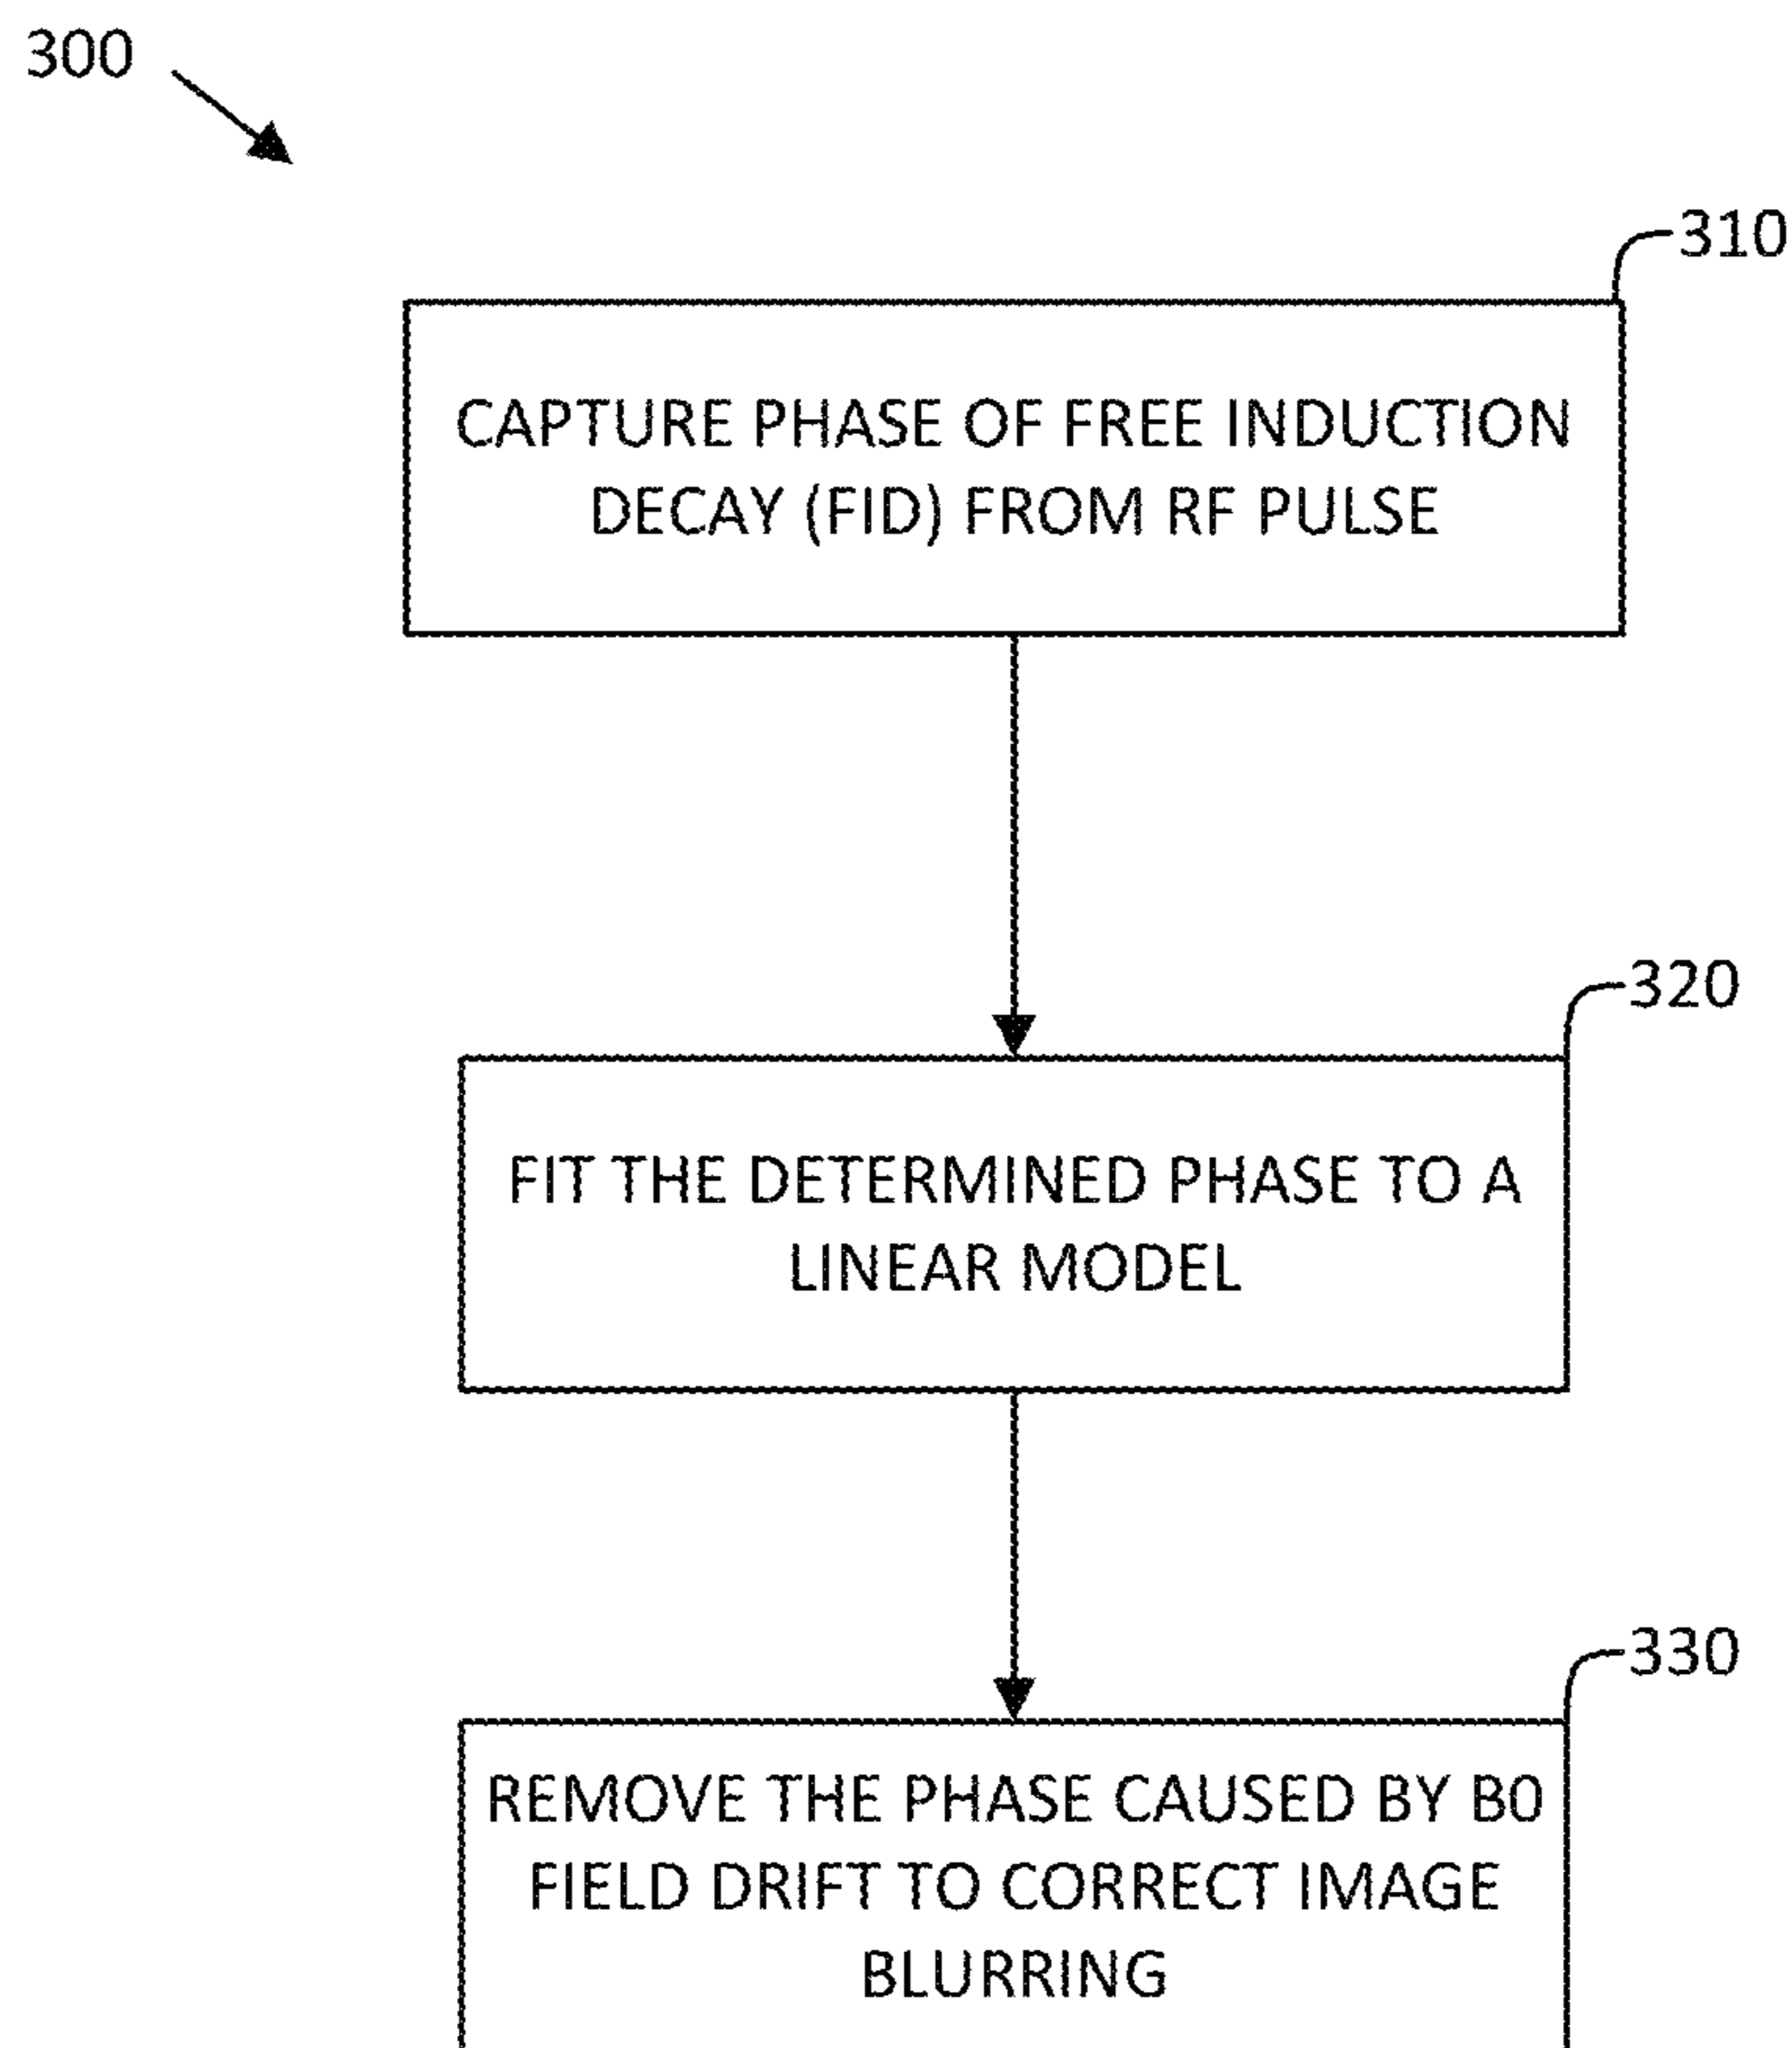 300
310
CAPTURE PHASE OF FREE INDUCTION
DECAY (FID) FROM RF PULSE
320
FIT THE DETERMINED PHASE TO A
LINEAR MODEL
330
REMOVE THE PHASE CAUSED BY B0
FIELD DRIFT TO CORRECT IMAGE
BLURRING